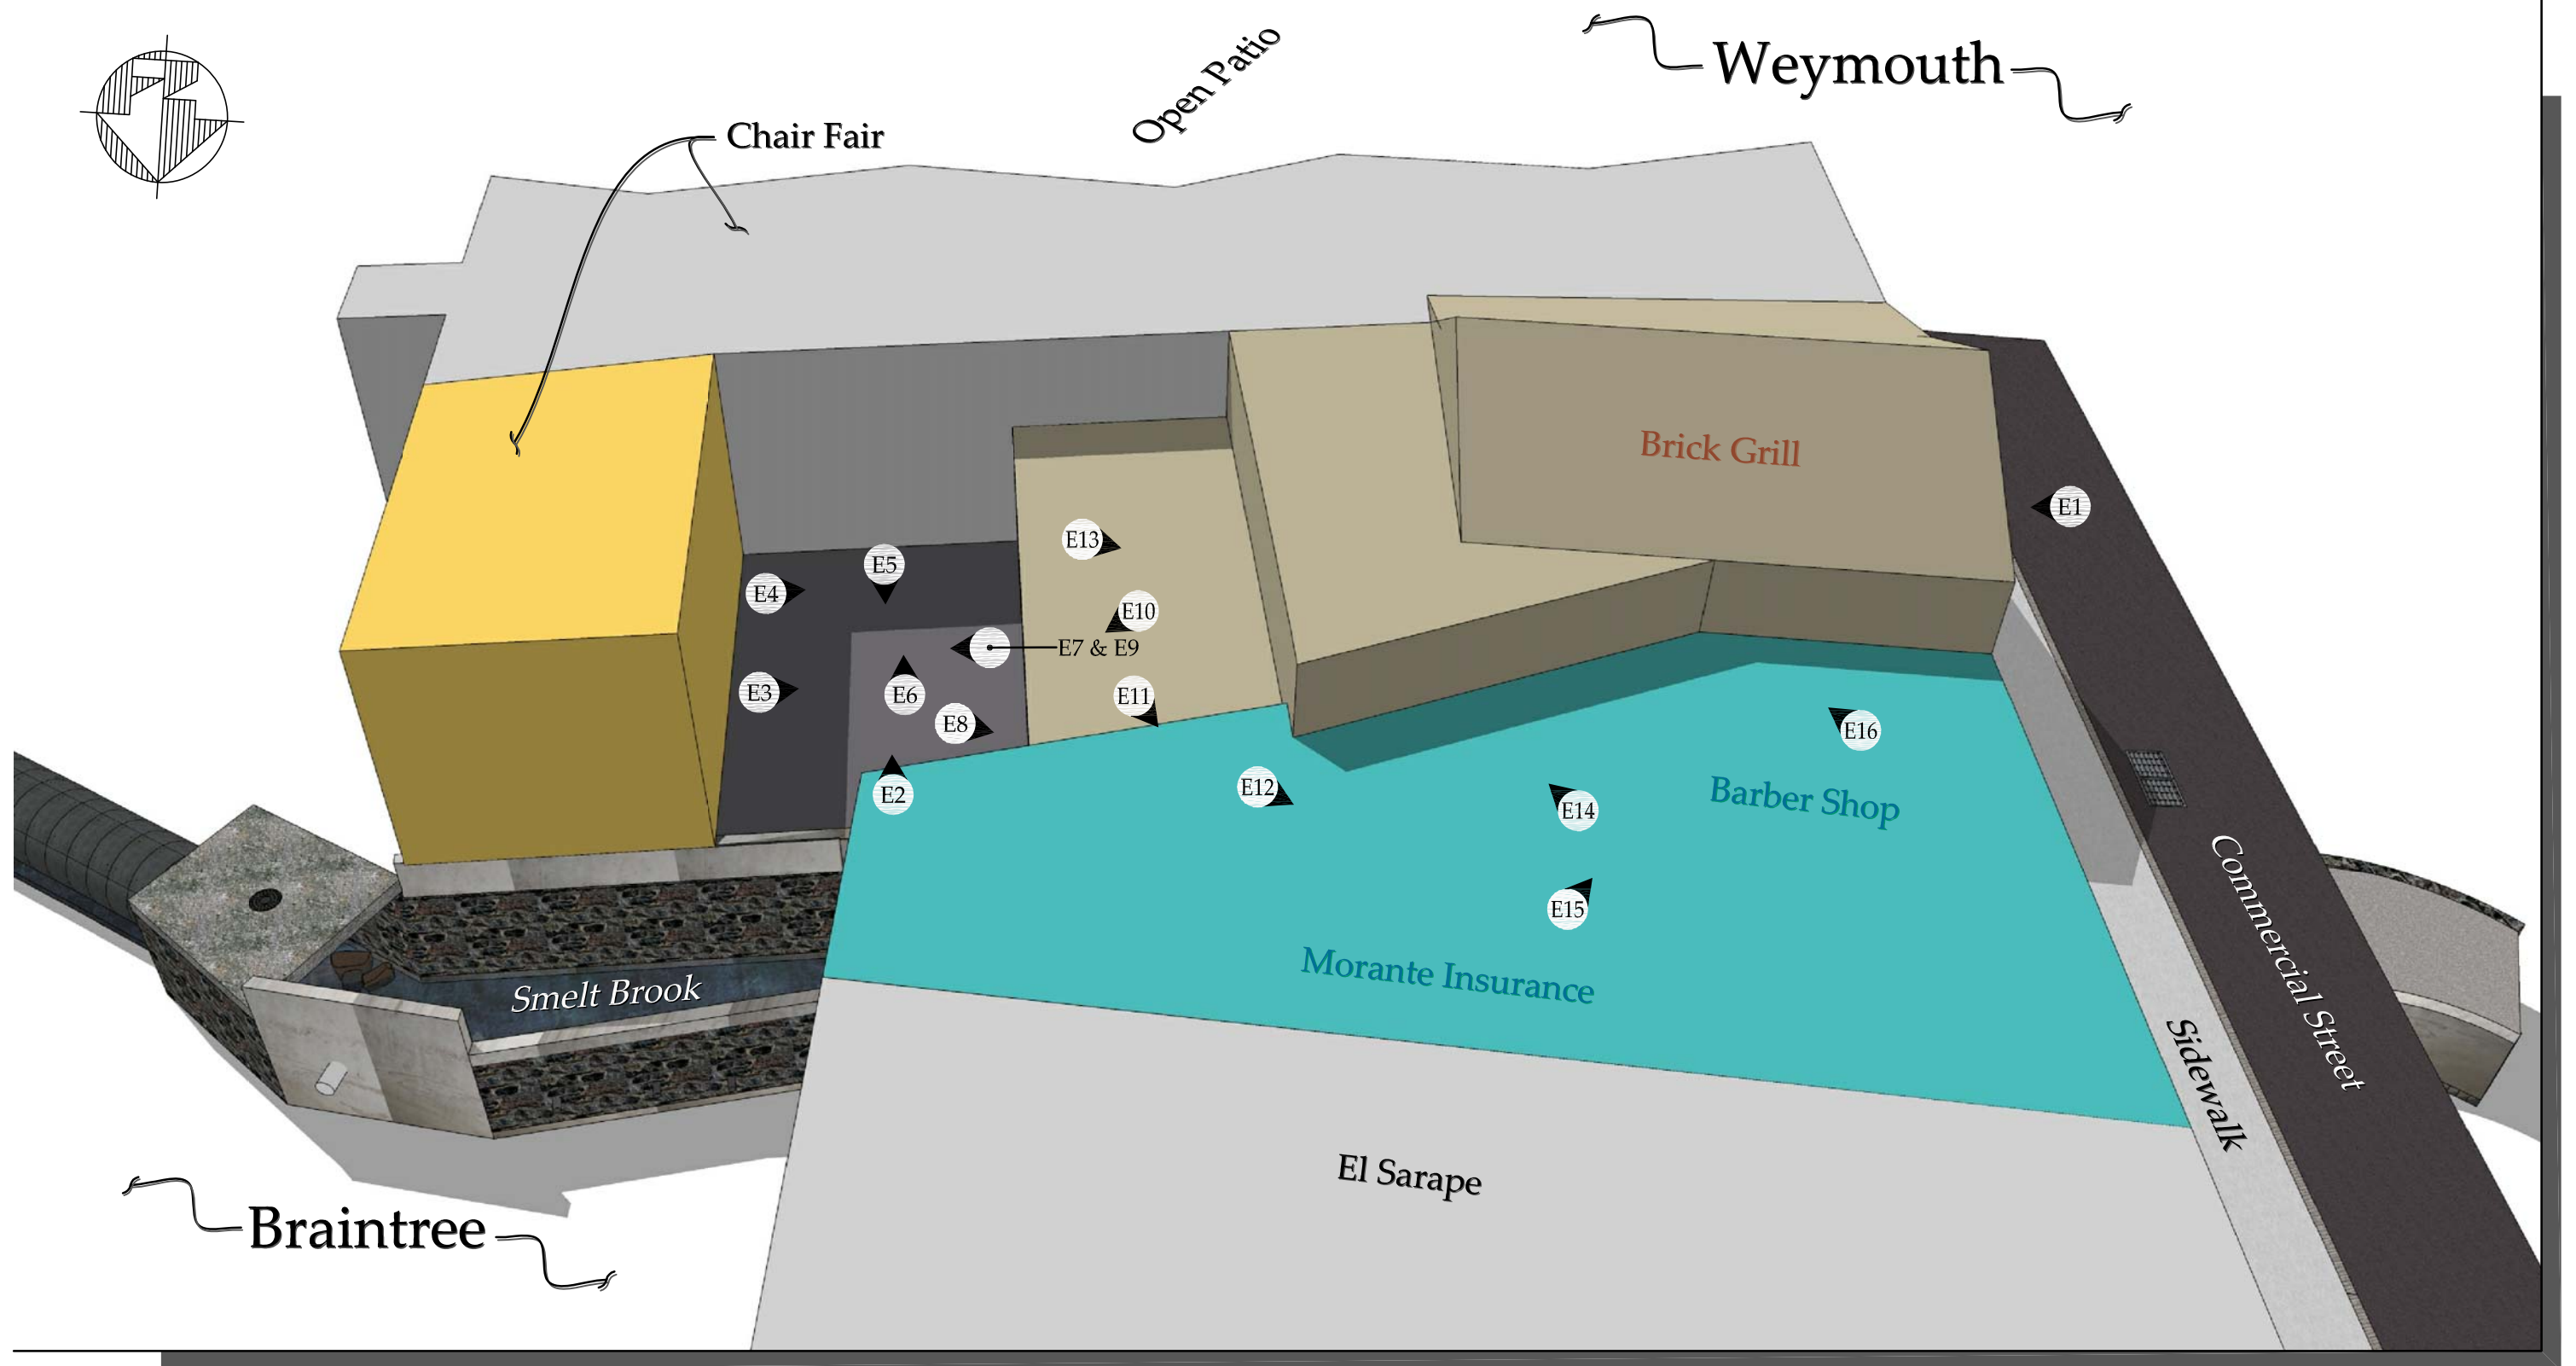 Weymouth
Open Patio
Chair Fair
Brick Grill
E1
E13
E5
E4
E10
E7 & E9
E3
E6
E11
E8
E16
E2
E12
E14
Barber Shop
E15
Commercial Street
Morante Insurance
Smelt Brook
Sidewalk
El Sarape
Braintree